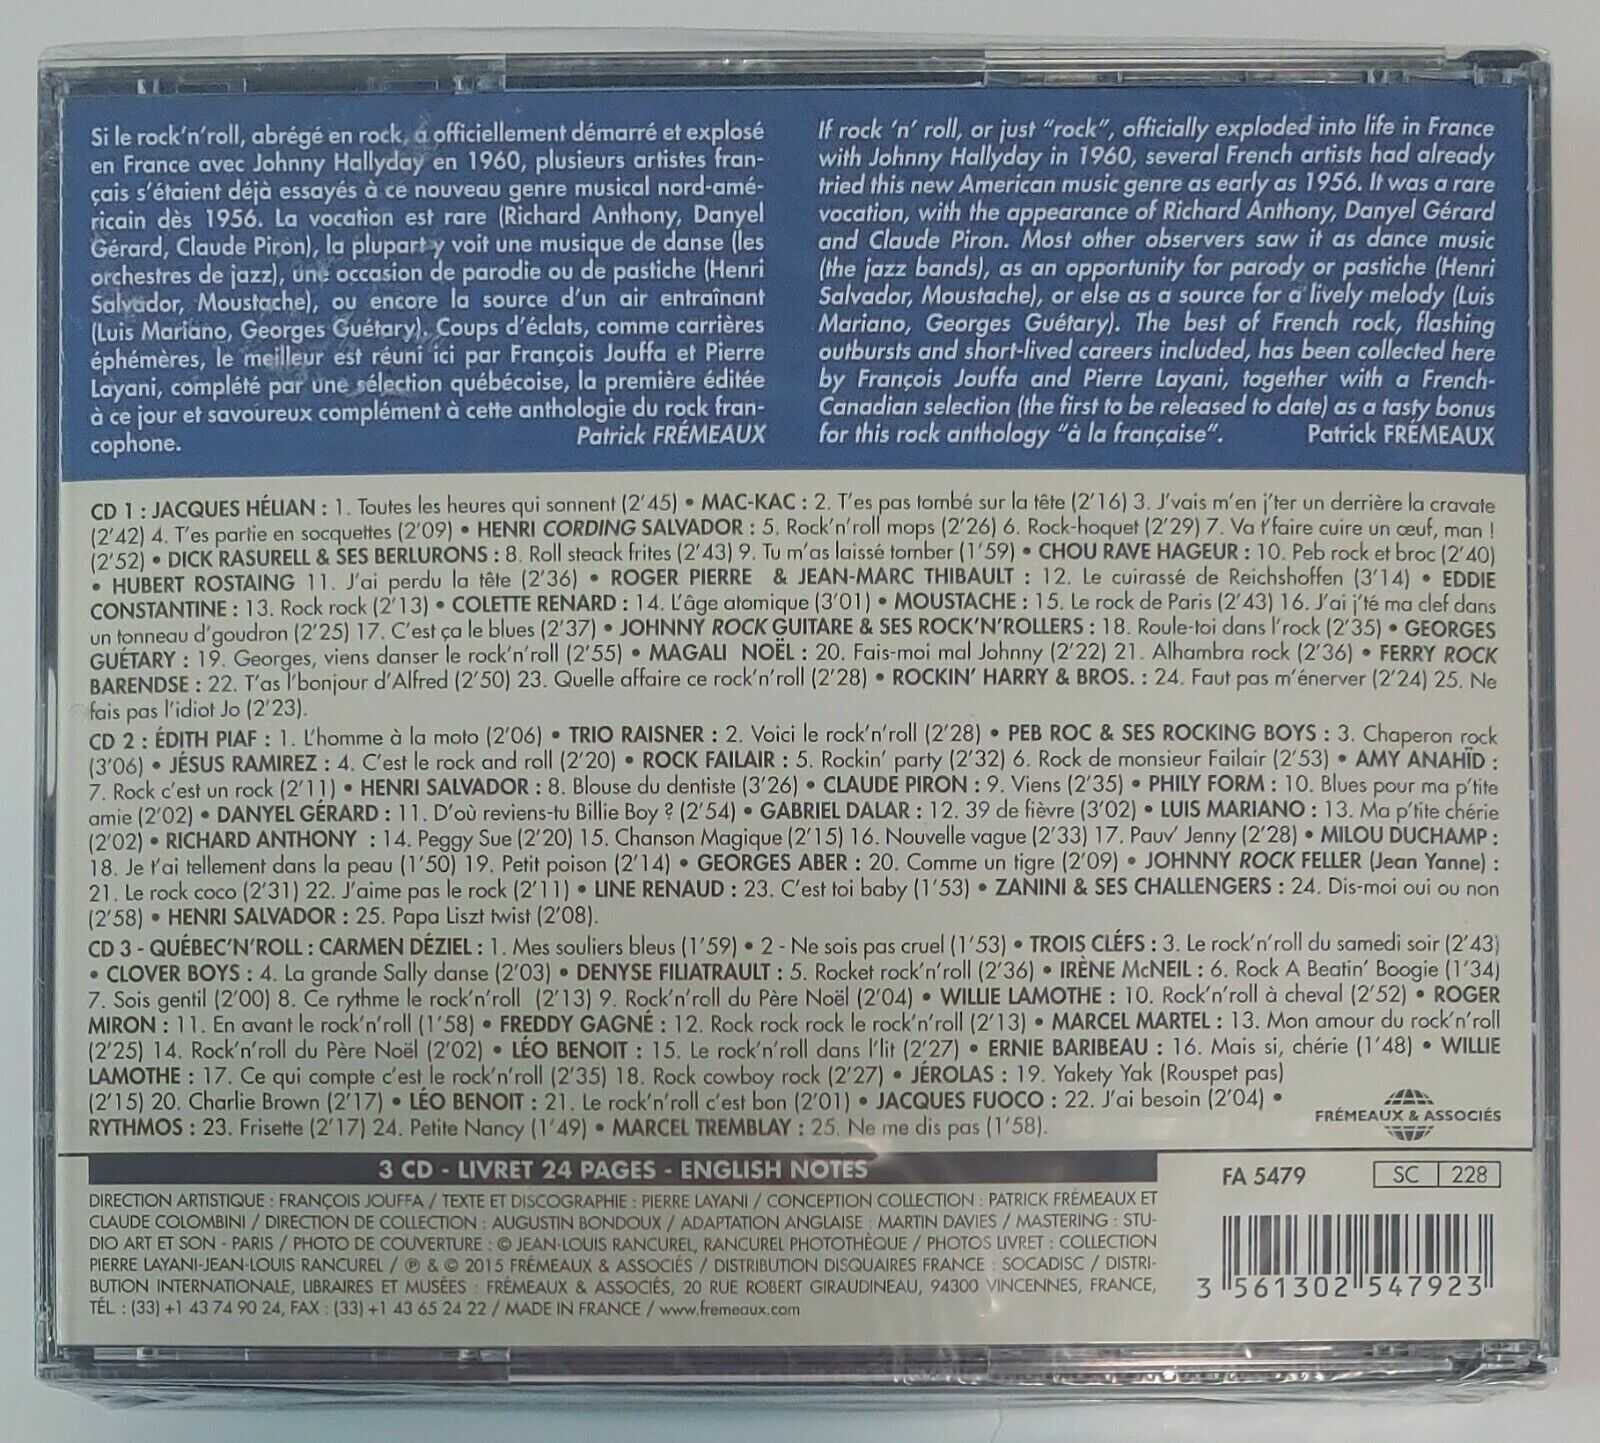 Si le rock'n'roll, abrégé en rock, a officiellement démarré et explosé
en France avec Johnny Hallyday en 1960, plusieurs artistes fran-
çais s'étaient déjà essayés à ce nouveau genre musical nord-amé-
ricain dès 1956. La vocation est rare (Richard Anthony, Danyel
Gérard, Claude Piron), la plupart y voit une musique de danse (les
orchestres de jazz), une occasion de parodie ou de pastiche (Henri
Salvador, Moustache), ou encore la source d'un air entraînant
(Luis Mariano, Georges Guétary). Coups d'éclats, comme carrières
éphémères, le meilleur est réuni ici par François Jouffa et Pierre
Layani, complété par une sélection québécoise, la première éditée
à ce jour et savoureux complément à cette anthologie du rock fran-
cophone. Patrick FRÉMEAUX
If rock 'n' roll, or just "rock", officially exploded into life in France
with Johnny Hallyday in 1960, several French artists had already
tried this new American music genre as early as 1956. It was a rare
vocation, with the appearance of Richard Anthony, Danyel Gérard
and Claude Piron. Most other observers saw it as dance music
(the jazz bands), as an opportunity for parody or pastiche (Henri
Salvador, Moustache), or else as a source for a lively melody (Luis
Mariano, Georges Guétary). The best of French rock, flashing
outbursts and short-lived careers included, has been collected here
by François Jouffa and Pierre Layani, together with a French-
Canadian selection (the first to be released to date) as a tasty bonus
for this rock anthology "à la française". Patrick FRÉMEAUX
CD 1 : JACQUES HÉLIAN : 1. Toutes les heures qui sonnent (2'45) • MAC-KAC : 2. T'es pas tombé sur la tête (2'16) 3. J'vais m'en j'ter un derrière la cravate
(2'42) 4. T'es partie en socquettes (2'09) • HENRI CORDING SALVADOR : 5. Rock'n'roll mops (2'26) 6. Rock-hoquet (2'29) 7. Va t'faire cuire un œuf, man !
(2'52) • DICK RASURELL & SES BERLURONS : 8. Roll steack frites (2'43) 9. Tu m'as laissé tomber (1'59) • CHOU RAVE HAGEUR : 10. Peb rock et broc (2'40)
• HUBERT ROSTAING 11. J'ai perdu la tête (2'36) • ROGER PIERRE & JEAN-MARC THIBAULT : 12. Le cuirassé de Reichshoffen (3'14) • EDDIE
CONSTANTINE : 13. Rock rock (2'13) • COLETTE RENARD : 14. L'âge atomique (3'01) • MOUSTACHE : 15. Le rock de Paris (2'43) 16. J'ai j'té ma clef dans
un tonneau d'goudron (2'25) 17. C'est ça le blues (2'37) • JOHNNY ROCK GUITARE & SES ROCK'N'ROLLERS : 18. Roule-toi dans l'rock (2'35) • GEORGES
GUÉTARY : 19. Georges, viens danser le rock'n'roll (2'55) • MAGALI NOËL : 20. Fais-moi mal Johnny (2'22) 21. Alhambra rock (2'36) • FERRY ROCK
BARENDSE : 22. T'as l'bonjour d'Alfred (2'50) 23. Quelle affaire ce rock'n'roll (2'28) • ROCKIN' HARRY & BROS. : 24. Faut pas m'énerver (2'24) 25. Ne
fais pas l'idiot Jo (2'23).
CD 2 : ÉDITH PIAF : 1. L'homme à la moto (2'06) • TRIO RAISNER : 2. Voici le rock'n'roll (2'28) • PEB ROC & SES ROCKING BOYS : 3. Chaperon rock
(3'06) • JÉSUS RAMIREZ : 4. C'est le rock and roll (2'20) • ROCK FAILAIR : 5. Rockin' party (2'32) 6. Rock de monsieur Failair (2'53) • AMY ANAHÏD :
7. Rock c'est un rock (2'11) • HENRI SALVADOR : 8. Blouse du dentiste (3'26) • CLAUDE PIRON : 9. Viens (2'35) • PHILY FORM : 10. Blues pour ma p'tite
amie (2'02) • DANYEL GÉRARD : 11. D'où reviens-tu Billie Boy ? (2'54) • GABRIEL DALAR : 12. 39 de fièvre (3'02) • LUIS MARIANO : 13. Ma p'tite chérie
(2'02) • RICHARD ANTHONY : 14. Peggy Sue (2'20) 15. Chanson Magique (2'15) 16. Nouvelle vague (2'33) 17. Pauv' Jenny (2'28) • MILOU DUCHAMP :
18. Je t'ai tellement dans la peau (1'50) 19. Petit poison (2'14) • GEORGES ABER : 20. Comme un tigre (2'09) • JOHNNY ROCK FELLER (Jean Yanne) :
21. Le rock coco (2'31) 22. J'aime pas le rock (2'11) • LINE RENAUD : 23. C'est toi baby (1'53) • ZANINI & SES CHALLENGERS : 24. Dis-moi oui ou non
(2'58) • HENRI SALVADOR : 25. Papa Liszt twist (2'08).
CD 3 - QUÉBEC'N'ROLL : CARMEN DÉZIEL : 1. Mes souliers bleus (1'59) • 2 - Ne sois pas cruel (1'53) • TROIS CLÉFS : 3. Le rock'n'roll du samedi soir (2'43)
• CLOVER BOYS : 4. La grande Sally danse (2'03) • DENYSE FILIATRAULT : 5. Rocket rock'n'roll (2'36) • IRÈNE McNEIL : 6. Rock A Beatin' Boogie (1'34)
7. Sois gentil (2'00) 8. Ce rythme le rock'n'roll (2'13) 9. Rock'n'roll du Père Noël (2'04) • WILLIE LAMOTHE : 10. Rock'n'roll à cheval (2'52) • ROGER
MIRON : 11. En avant le rock'n'roll (1'58) • FREDDY GAGNÉ : 12. Rock rock rock le rock'n'roll (2'13) • MARCEL MARTEL : 13. Mon amour du rock'n'roll
(2'25) 14. Rock'n'roll du Père Noël (2'02) • LÉO BENOIT : 15. Le rock'n'roll dans l'lit (2'27) • ERNIE BARIBEAU : 16. Mais si, chérie (1'48) • WILLIE
LAMOTHE : 17. Ce qui compte c'est le rock'n'roll (2'35) 18. Rock cowboy rock (2'27) • JÉROLAS : 19. Yakety Yak (Rouspet pas)
(2'15) 20. Charlie Brown (2'17) • LÉO BENOIT : 21. Le rock'n'roll c'est bon (2'01) • JACQUES FUOCO : 22. J'ai besoin (2'04) •
RYTHMOS : 23. Frisette (2'17) 24. Petite Nancy (1'49) • MARCEL TREMBLAY : 25. Ne me dis pas (1'58).
FRÉMEAUX & ASSOCIÉS
3 CD - LIVRET 24 PAGES - ENGLISH NOTES
DIRECTION ARTISTIQUE : FRANÇOIS JOUFFA / TEXTE ET DISCOGRAPHIE : PIERRE LAYANI / CONCEPTION COLLECTION : PATRICK FRÉMEAUX ET
CLAUDE COLOMBINI / DIRECTION DE COLLECTION : AUGUSTIN BONDOUX / ADAPTATION ANGLAISE : MARTIN DAVIES / MASTERING : STU-
DIO ART ET SON - PARIS / PHOTO DE COUVERTURE : © JEAN-LOUIS RANCUREL, RANCUREL PHOTOTHÈQUE / PHOTOS LIVRET : COLLECTION
PIERRE LAYANI-JEAN-LOUIS RANCUREL / ℗ & © 2015 FRÉMEAUX & ASSOCIÉS / DISTRIBUTION DISQUAIRES FRANCE : SOCADISC / DISTRI-
BUTION INTERNATIONALE, LIBRAIRES ET MUSÉES : FRÉMEAUX & ASSOCIÉS, 20 RUE ROBERT GIRAUDINEAU, 94300 VINCENNES, FRANCE,
TÉL : (33) +1 43 74 90 24, FAX : (33) +1 43 65 24 22 / MADE IN FRANCE / www.fremeaux.com
FA 5479 SC 228
3 561302 547923